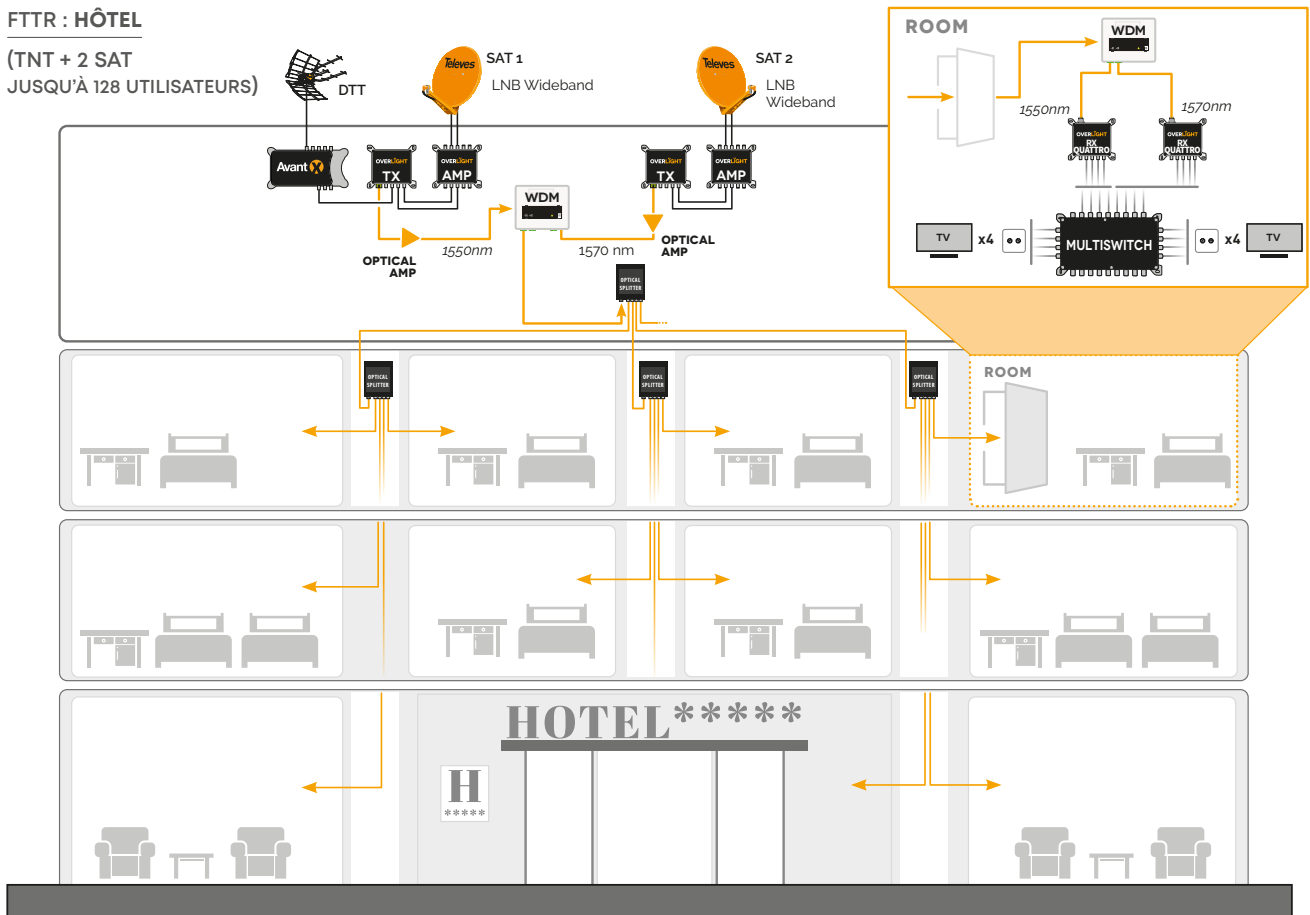 FTTR : HÔTEL
(TNT + 2 SAT
JUSQU'À 128 UTILISATEURS)
DTT
Televes
SAT 1
LNB Wideband
Televes
SAT 2
LNB
Wideband
Avant X
OVERLIGHT
TX
OVERLIGHT
AMP
OVERLIGHT
TX
OVERLIGHT
AMP
WDM
OPTICAL
AMP
1550nm
1570 nm
OPTICAL
AMP
OPTICAL
SPLITTER
ROOM
WDM
1550nm
1570nm
OVERLIGHT
RX
QUATTRO
OVERLIGHT
RX
QUATTRO
TV
x4
MULTISWITCH
x4
TV
OPTICAL
SPLITTER
OPTICAL
SPLITTER
OPTICAL
SPLITTER
ROOM
HOTEL*****
H
*****